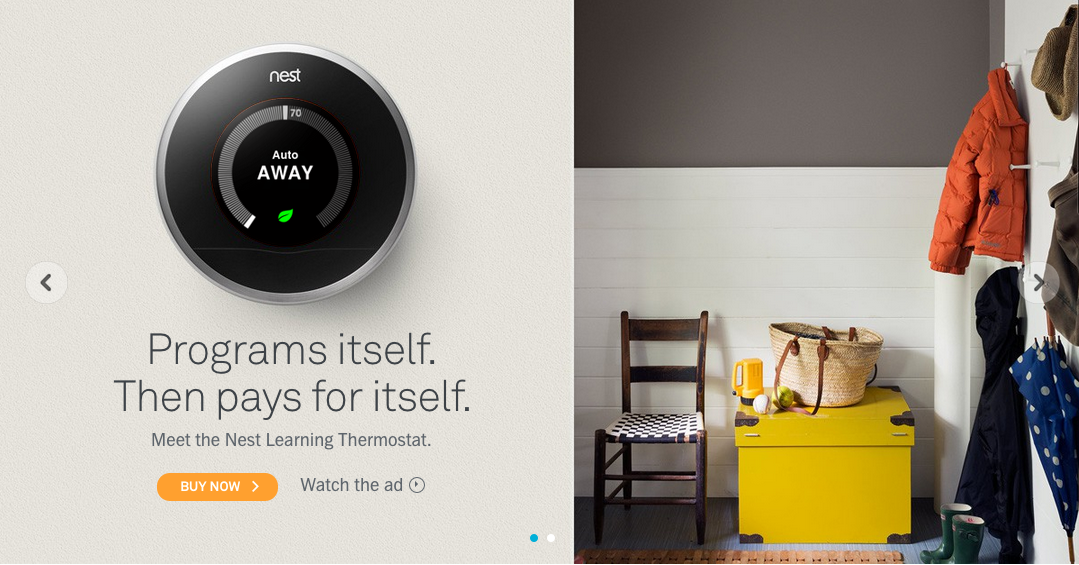 nest
70
Auto
AWAY
Programs itself.
Then pays for itself.
Meet the Nest Learning Thermostat.
BUY NOW
Watch the ad